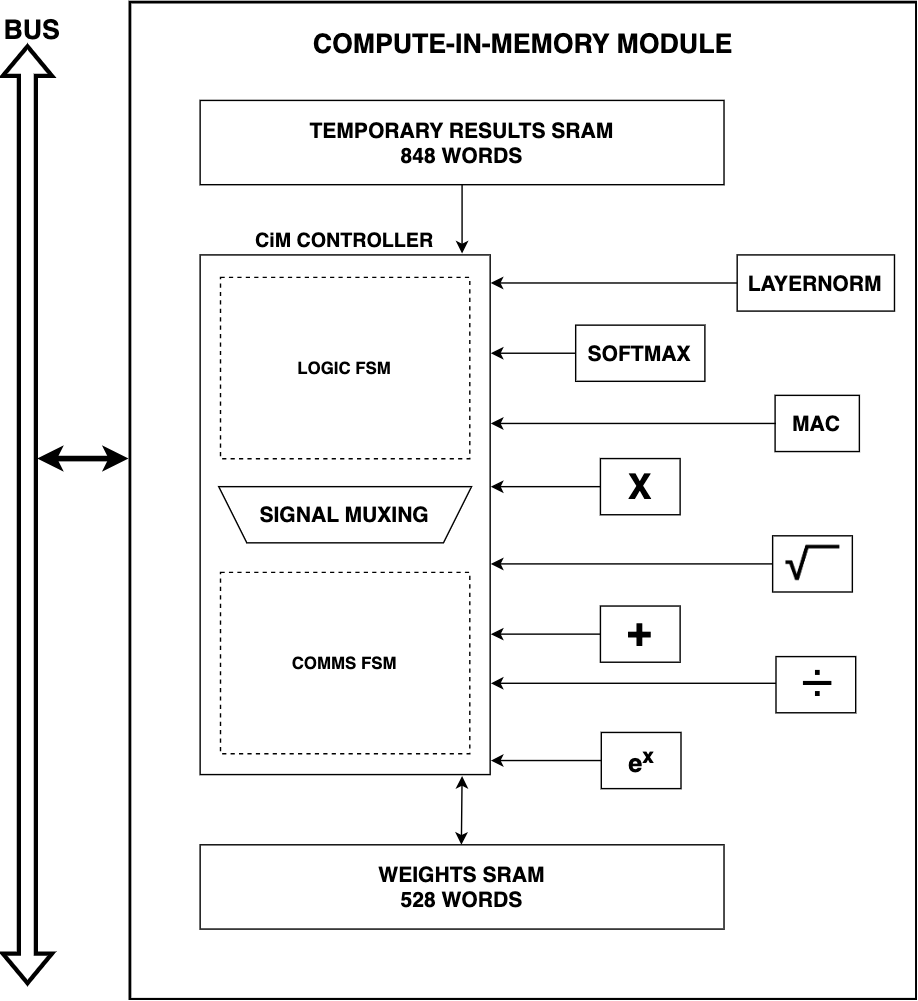 BUS
COMPUTE-IN-MEMORY MODULE
TEMPORARY RESULTS SRAM
848 WORDS
CiM CONTROLLER
LAYERNORM
LOGIC FSM
SOFTMAX
MAC
X
SIGNAL MUXING
√
+
COMMS FSM
÷
eˣ
WEIGHTS SRAM
528 WORDS